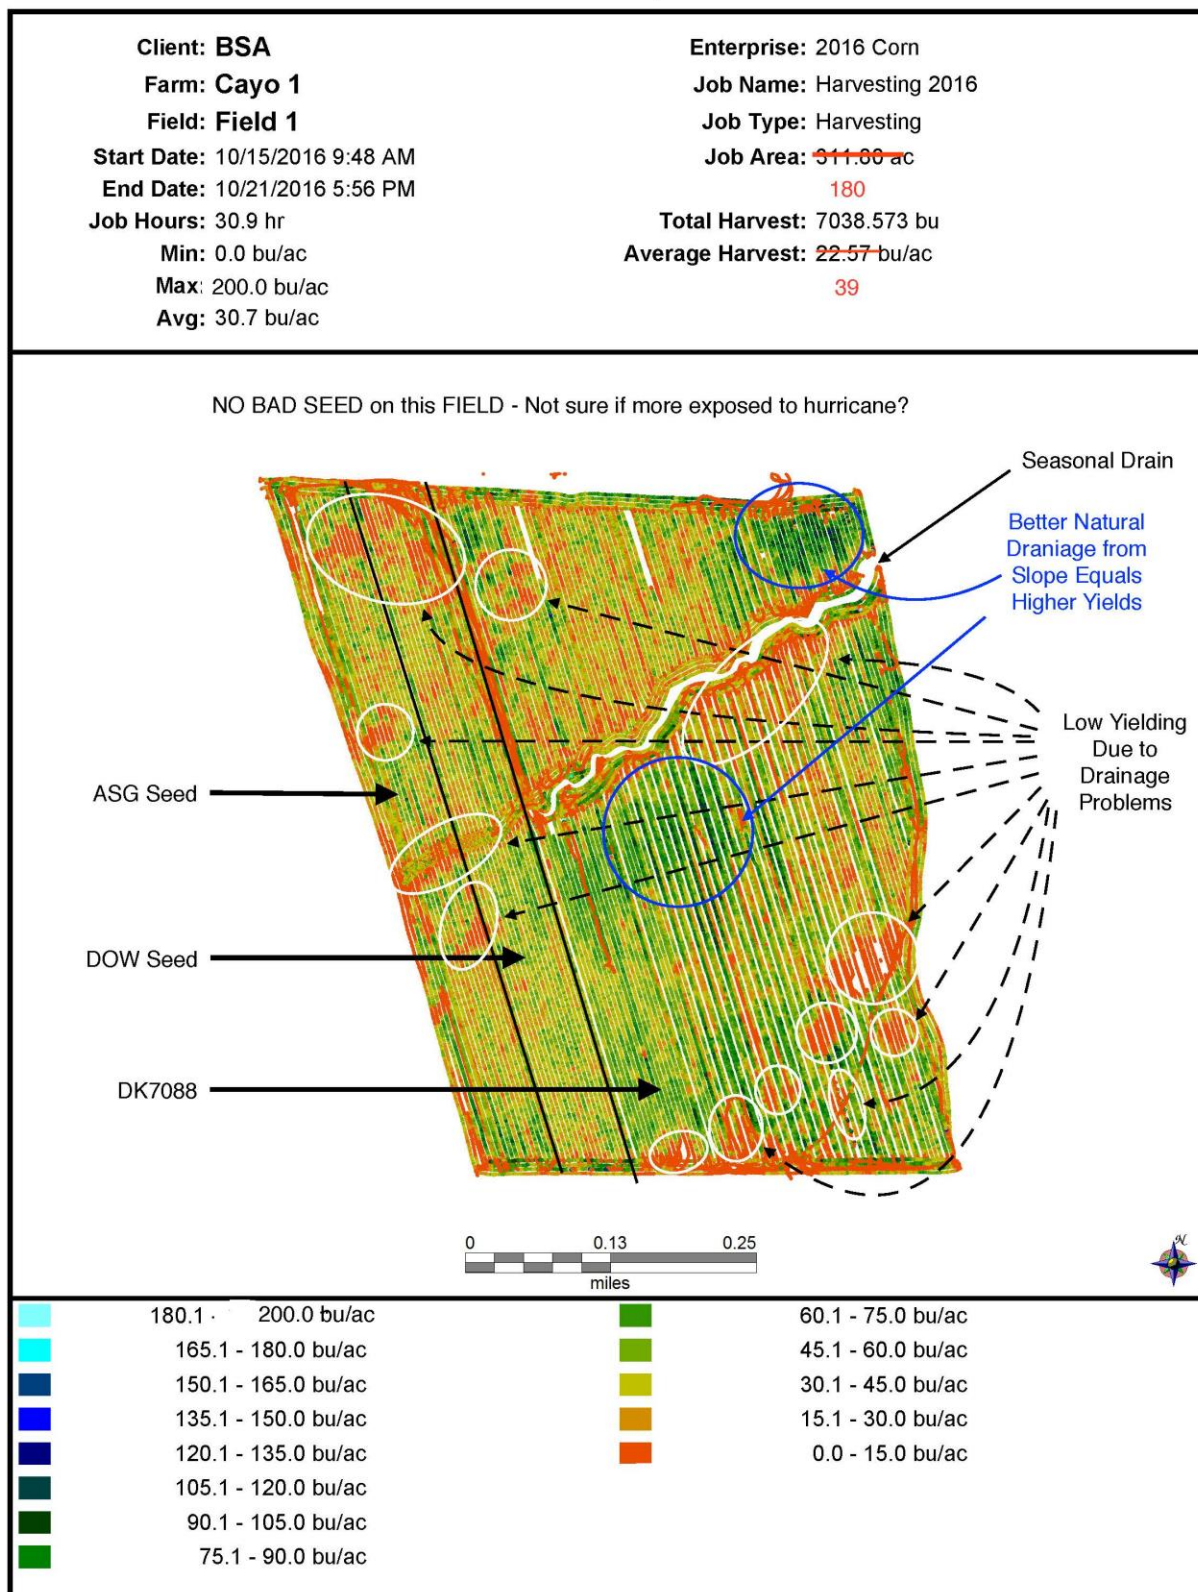 Client: BSA
Farm: Cayo 1
Field: Field 1
Start Date: 10/15/2016 9:48 AM
End Date: 10/21/2016 5:56 PM
Job Hours: 30.9 hr
Min: 0.0 bu/ac
Max: 200.0 bu/ac
Avg: 30.7 bu/ac
Enterprise: 2016 Corn
Job Name: Harvesting 2016
Job Type: Harvesting
Job Area: 311.80 ac
180
Total Harvest: 7038.573 bu
Average Harvest: 22.57 bu/ac
39
NO BAD SEED on this FIELD - Not sure if more exposed to hurricane?
Seasonal Drain
Better Natural
Draniage from
Slope Equals
Higher Yields
Low Yielding
Due to
Drainage
Problems
ASG Seed
DOW Seed
DK7088
0 0.13 0.25
miles
N
180.1 - 200.0 bu/ac
165.1 - 180.0 bu/ac
150.1 - 165.0 bu/ac
135.1 - 150.0 bu/ac
120.1 - 135.0 bu/ac
105.1 - 120.0 bu/ac
90.1 - 105.0 bu/ac
75.1 - 90.0 bu/ac
60.1 - 75.0 bu/ac
45.1 - 60.0 bu/ac
30.1 - 45.0 bu/ac
15.1 - 30.0 bu/ac
0.0 - 15.0 bu/ac